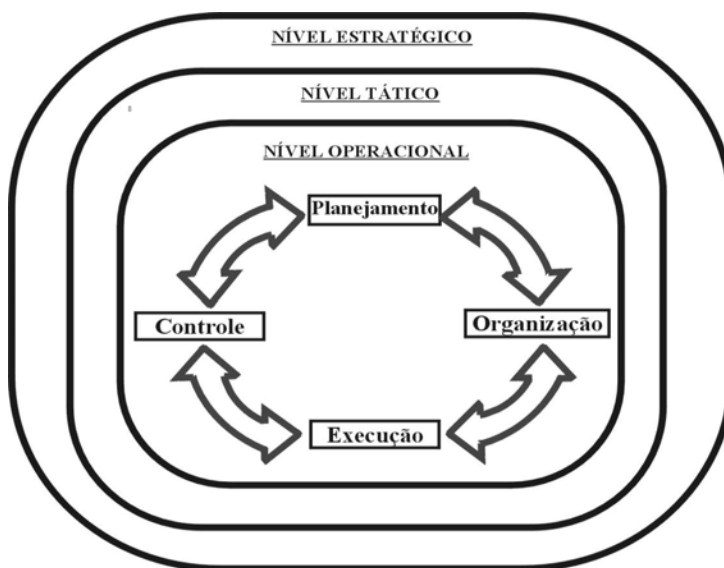 NÍVEL ESTRATÉGICO
NÍVEL TÁTICO
NÍVEL OPERACIONAL
Planejamento
Controle
Organização
Execução